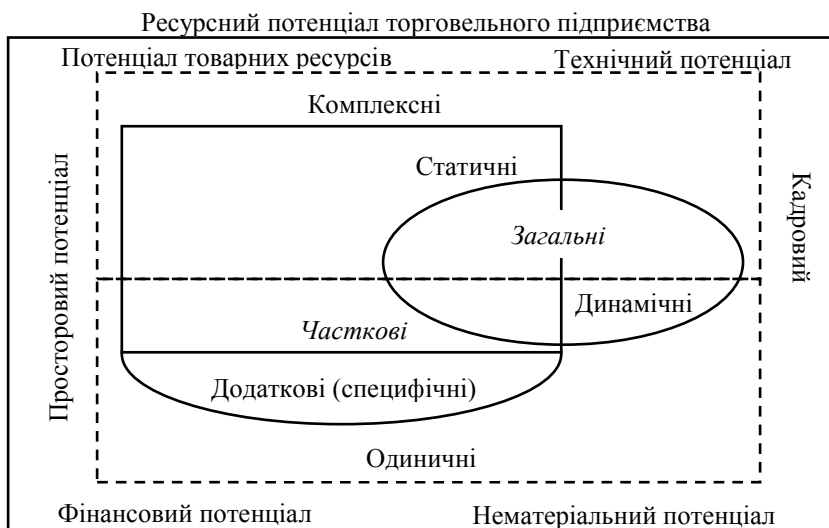 Ресурсний потенціал торговельного підприємства
Потенціал товарних ресурсів
Технічний потенціал
Комплексні
Просторовий потенціал
Статичні
Кадровий
Загальні
Динамічні
Часткові
Додаткові (специфічні)
Одиничні
Фінансовий потенціал
Нематеріальний потенціал